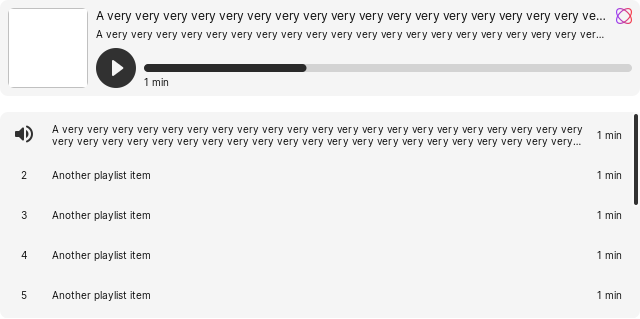 A very very very very very very very very very very very very very very very very very ve...
A very very very very very very very very very very very very very very very very very very very ver...
1 min
A very very very very very very very very very very very very very very very very very very very very very
very very very very very very very very very very very very very very very very very very very very very...
1 min
2 Another playlist item 1 min
3 Another playlist item 1 min
4 Another playlist item 1 min
5 Another playlist item 1 min